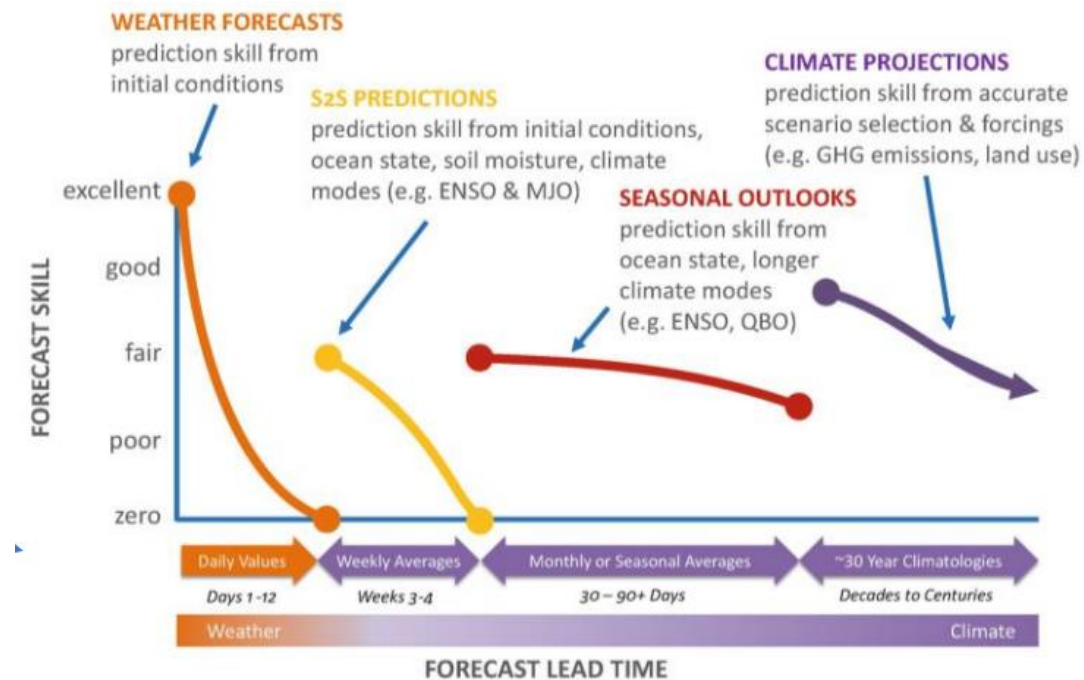 WEATHER FORECASTS
prediction skill from
initial conditions
S2S PREDICTIONS
prediction skill from initial conditions,
ocean state, soil moisture, climate
modes (e.g. ENSO & MJO)
CLIMATE PROJECTIONS
prediction skill from accurate
scenario selection & forcings
(e.g. GHG emissions, land use)
SEASONAL OUTLOOKS
prediction skill from
ocean state, longer
climate modes
(e.g. ENSO, QBO)
FORECAST SKILL
excellent
good
fair
poor
zero
Daily Values
Weekly Averages
Monthly or Seasonal Averages
~30 Year Climatologies
Days 1-12
Weeks 3-4
30 – 90+ Days
Decades to Centuries
Weather
Climate
FORECAST LEAD TIME